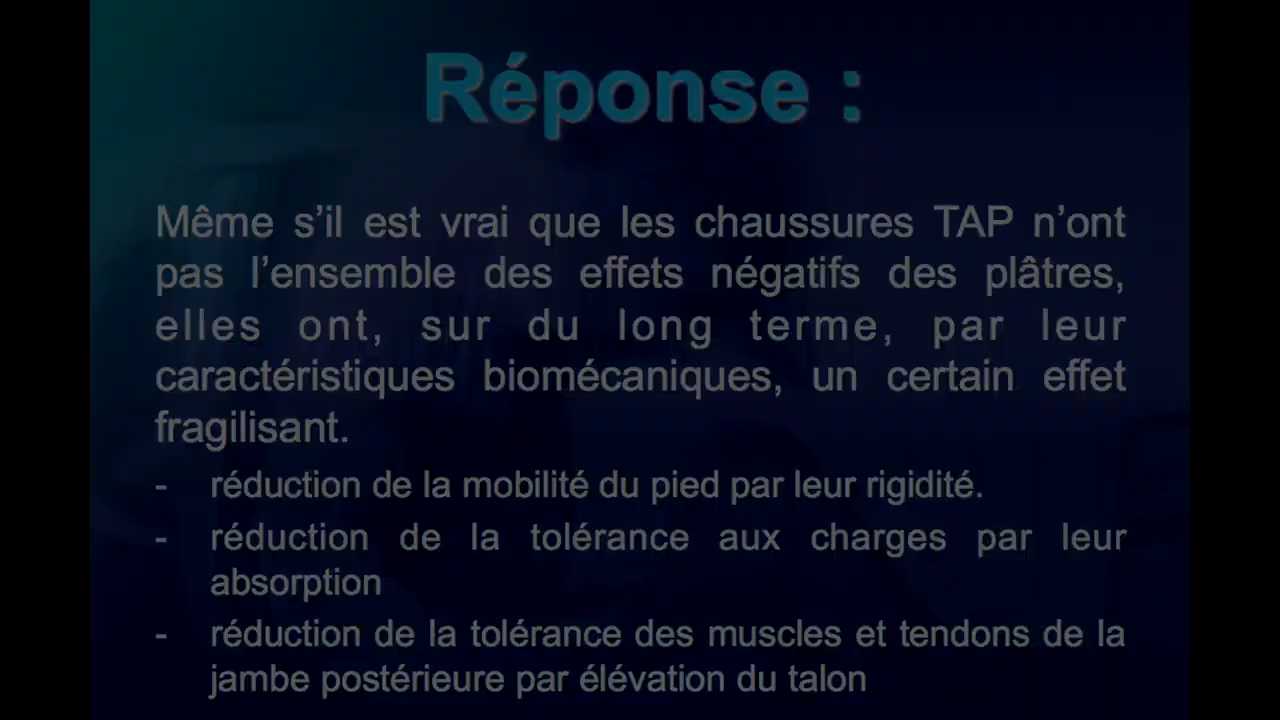 Réponse :
Même s’il est vrai que les chaussures TAP n’ont
pas l’ensemble des effets négatifs des plâtres,
elles ont, sur du long terme, par leur
caractéristiques biomécaniques, un certain effet
fragilisant.
- réduction de la mobilité du pied par leur rigidité.
- réduction de la tolérance aux charges par leur
absorption
- réduction de la tolérance des muscles et tendons de la
jambe postérieure par élévation du talon